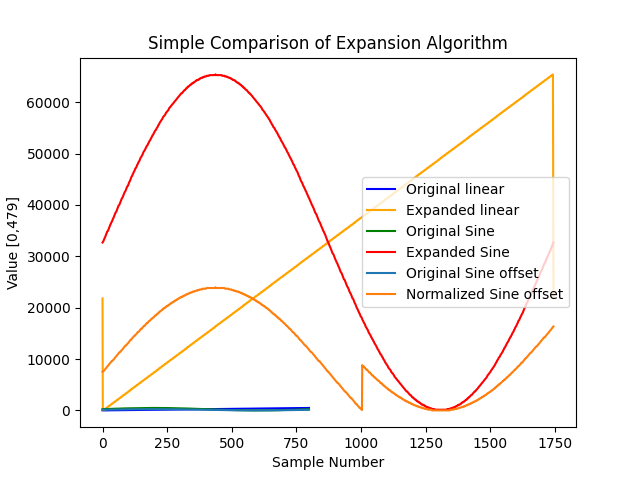 Simple Comparison of Expansion Algorithm
Value [0,479]
60000
50000
40000
30000
20000
10000
0
Original linear
Expanded linear
Original Sine
Expanded Sine
Original Sine offset
Normalized Sine offset
0 250 500 750 1000 1250 1500 1750
Sample Number